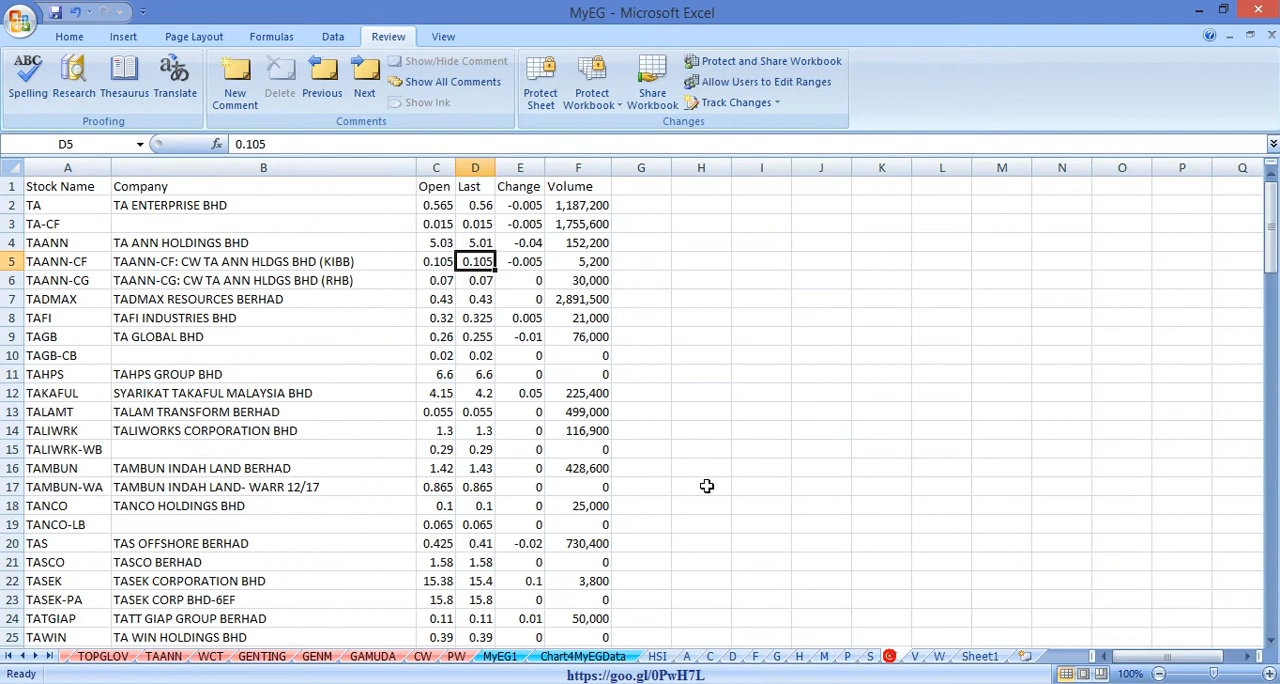 MyEG - Microsoft Excel
Home Insert Page Layout Formulas Data Review View
ABC
Spelling Research Thesaurus Translate
Proofing
New Comment Delete Previous Next
Show/Hide Comment
Show All Comments
Show Ink
Comments
Protect Sheet Protect Workbook Share Workbook
Protect and Share Workbook
Allow Users to Edit Ranges
Track Changes
Changes
D5 fx 0.105
A B C D E F G H I J K L M N O P Q
1 Stock Name Company Open Last Change Volume
2 TA TA ENTERPRISE BHD 0.565 0.56 -0.005 1,187,200
3 TA-CF 0.015 0.015 -0.005 1,755,600
4 TAANN TA ANN HOLDINGS BHD 5.03 5.01 -0.04 152,200
5 TAANN-CF TAANN-CF: CW TA ANN HLDGS BHD (KIBB) 0.105 0.105 -0.005 5,200
6 TAANN-CG TAANN-CG: CW TA ANN HLDGS BHD (RHB) 0.07 0.07 0 30,000
7 TADMAX TADMAX RESOURCES BERHAD 0.43 0.43 0 2,891,500
8 TAFI TAFI INDUSTRIES BHD 0.32 0.325 0.005 21,000
9 TAGB TA GLOBAL BHD 0.26 0.255 -0.01 76,000
10 TAGB-CB 0.02 0.02 0 0
11 TAHPS TAHPS GROUP BHD 6.6 6.6 0 0
12 TAKAFUL SYARIKAT TAKAFUL MALAYSIA BHD 4.15 4.2 0.05 225,400
13 TALAMT TALAM TRANSFORM BERHAD 0.055 0.055 0 499,000
14 TALIWRK TALIWORKS CORPORATION BHD 1.3 1.3 0 116,900
15 TALIWRK-WB 0.29 0.29 0 0
16 TAMBUN TAMBUN INDAH LAND BERHAD 1.42 1.43 0 428,600
17 TAMBUN-WA TAMBUN INDAH LAND- WARR 12/17 0.865 0.865 0 0
18 TANCO TANCO HOLDINGS BHD 0.1 0.1 0 25,000
19 TANCO-LB 0.065 0.065 0 0
20 TAS TAS OFFSHORE BERHAD 0.425 0.41 -0.02 730,400
21 TASCO TASCO BERHAD 1.58 1.58 0 0
22 TASEK TASEK CORPORATION BHD 15.38 15.4 0.1 3,800
23 TASEK-PA TASEK CORP BHD-6EF 15.8 15.8 0 0
24 TATGIAP TATT GIAP GROUP BERHAD 0.11 0.11 0.01 50,000
25 TAWIN TA WIN HOLDINGS BHD 0.39 0.39 0 0
TOPGLOV TAANN WCT GENTING GENM GAMUDA CW PW MyEG1 Chart4MyEGData HSI A C D F G H M P S V W Sheet1
Ready https://goo.gl/0PwH7L 100%